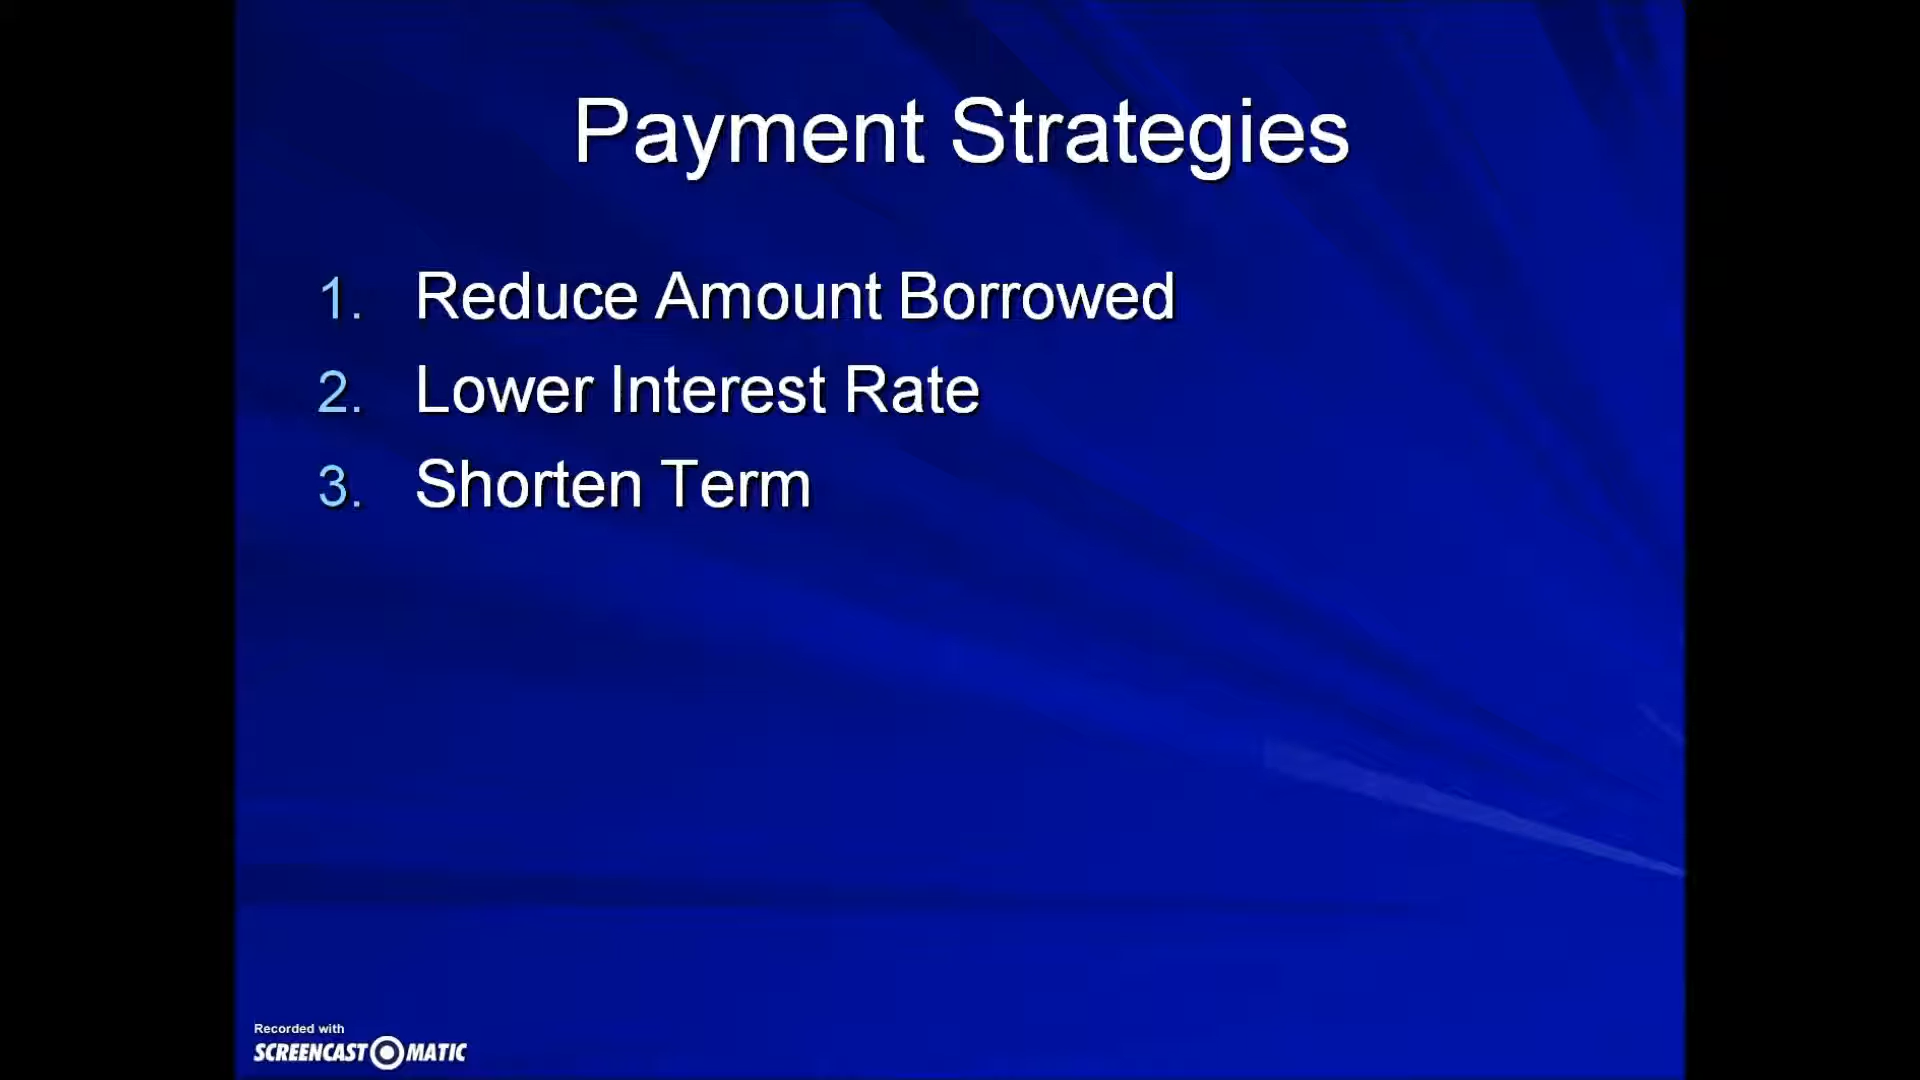 Payment Strategies
1. Reduce Amount Borrowed
2. Lower Interest Rate
3. Shorten Term
Recorded with
SCREENCAST O MATIC